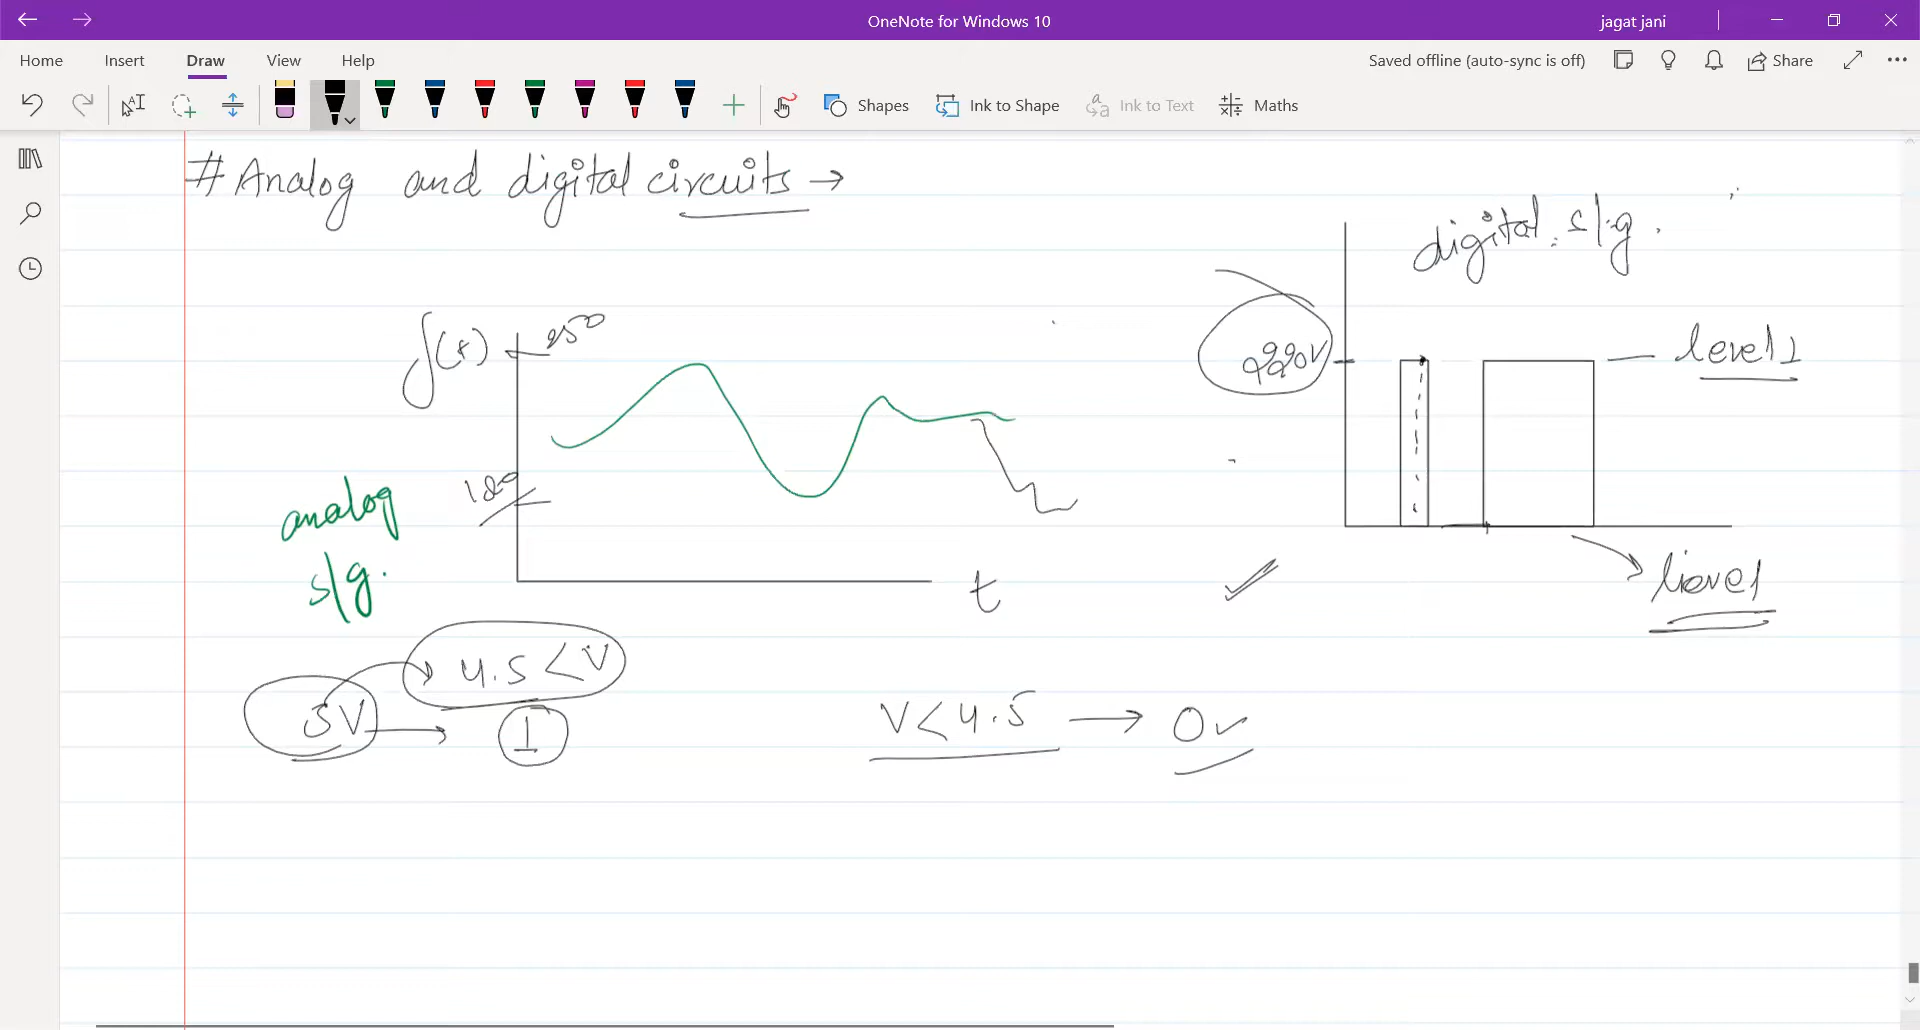 OneNote for Windows 10
jagat jani
Home Insert Draw View Help
Saved offline (auto-sync is off)
Share
Shapes
Ink to Shape
Ink to Text
Maths
#Analog and digital circuits →
digital s/g.
f(x)
250
220V
level 2
analog
s/g.
t
level
4.5 < V
5V → 1
V < 4.5 → 0V